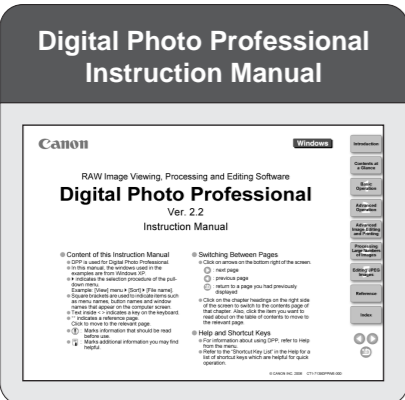 Digital Photo Professional
Instruction Manual
Canon
Windows
RAW Image Viewing, Processing and Editing Software
Digital Photo Professional
Ver. 2.2
Instruction Manual
Content of this Instruction Manual
DPP is used for Digital Photo Professional.
In this manual, the windows used in the
examples are from Windows XP.
indicates the selection procedure of the pull-
down menu.
Example: [View] menu ▶ [Sort] ▶ [File name].
Square brackets are used to indicate items such
as menu names, button names and window
names that appear on the computer screen.
Text inside < > indicates a key on the keyboard.
indicates a reference page.
Click to move to the relevant page.
: Marks information that should be read
before use.
: Marks additional information you may find
helpful.
Switching Between Pages
Click on arrows on the bottom right of the screen.
: next page
: previous page
: return to a page you had previously
displayed
Click on the chapter headings on the right side
of the screen to switch to the contents page of
that chapter. Also, click the item you want to
read about on the table of contents to move to
the relevant page.
Help and Shortcut Keys
For information about using DPP, refer to Help
from the menu.
Refer to the "Shortcut Key List" in the Help for a
list of shortcut keys which are helpful for quick
operation.
© CANON INC. 2006
Introduction
Contents at
a Glance
Basic
Operation
Advanced
Operation
Advanced
Image Editing
and Printing
Processing
Large Numbers
of Images
Editing JPEG
Images
Reference
Index